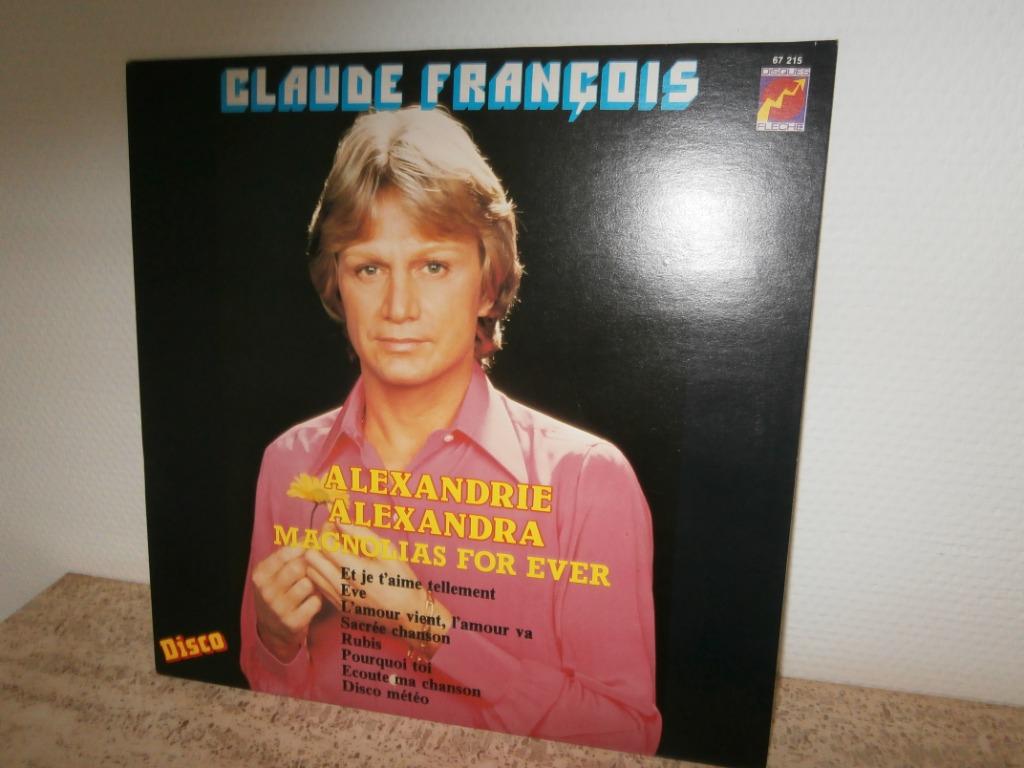 CLAUDE FRANÇOIS
67 215
DISQUES
FLECHE
ALEXANDRIE
ALEXANDRA
MAGNOLIAS FOR EVER
Et je t'aime tellement
Eve
L'amour vient, l'amour va
Sacrée chanson
Rubis
Pourquoi toi
Ecoute ma chanson
Disco météo
Disco